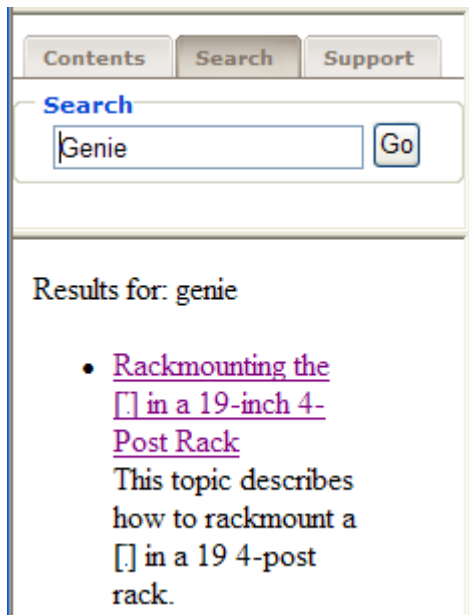 Contents Search Support
Search
Genie Go
Results for: genie
• Rackmounting the
[.] in a 19-inch 4-
Post Rack
This topic describes
how to rackmount a
[.] in a 19 4-post
rack.